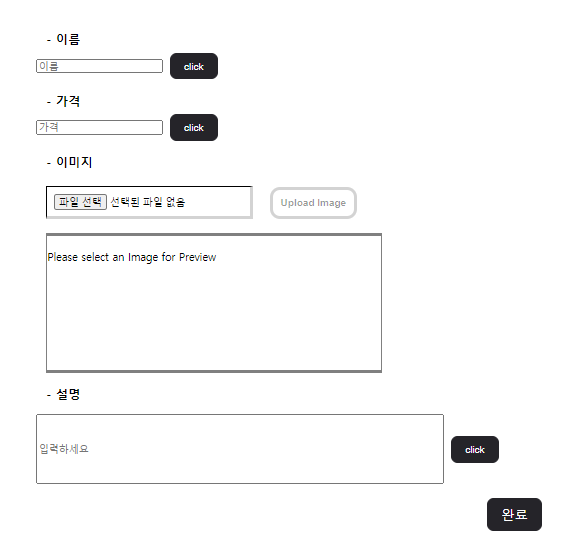 - 이름
이름 click
- 가격
가격 click
- 이미지
파일 선택 선택된 파일 없음 Upload Image
Please select an Image for Preview
- 설명
입력하세요 click
완료